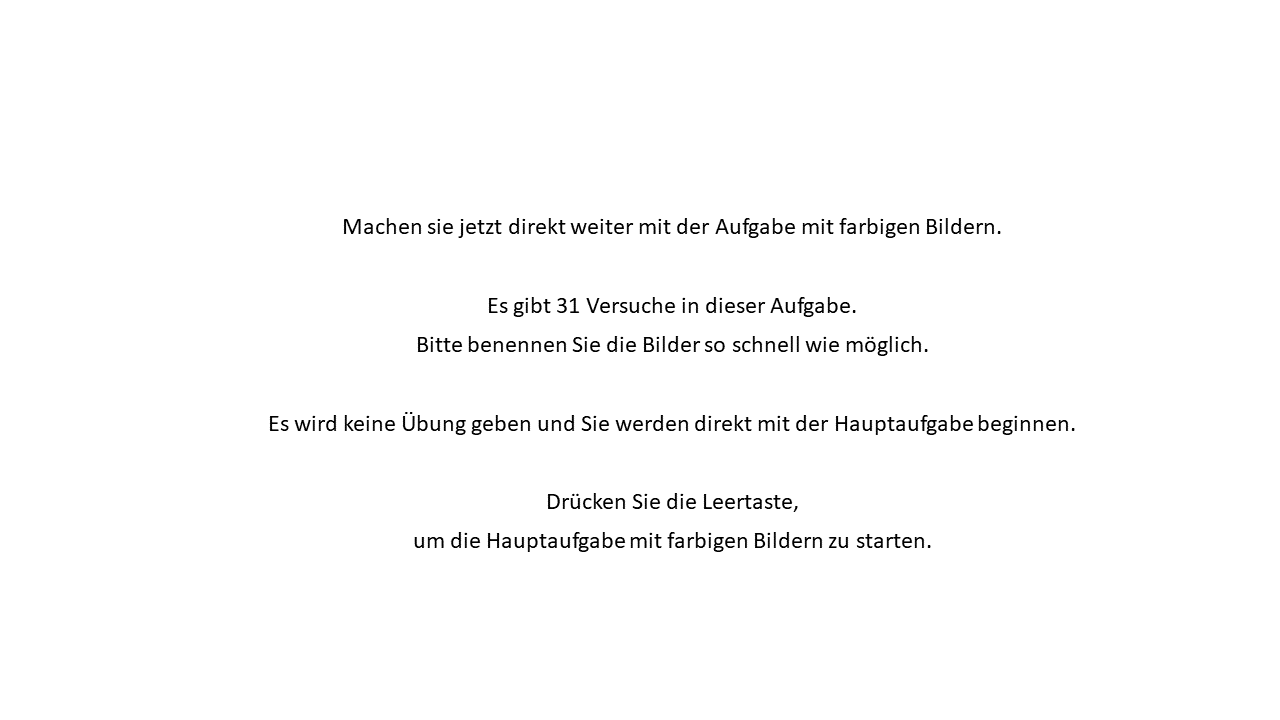 Machen sie jetzt direkt weiter mit der Aufgabe mit farbigen Bildern.
Es gibt 31 Versuche in dieser Aufgabe.
Bitte benennen Sie die Bilder so schnell wie möglich.
Es wird keine Übung geben und Sie werden direkt mit der Hauptaufgabe beginnen.
Drücken Sie die Leertaste,
um die Hauptaufgabe mit farbigen Bildern zu starten.